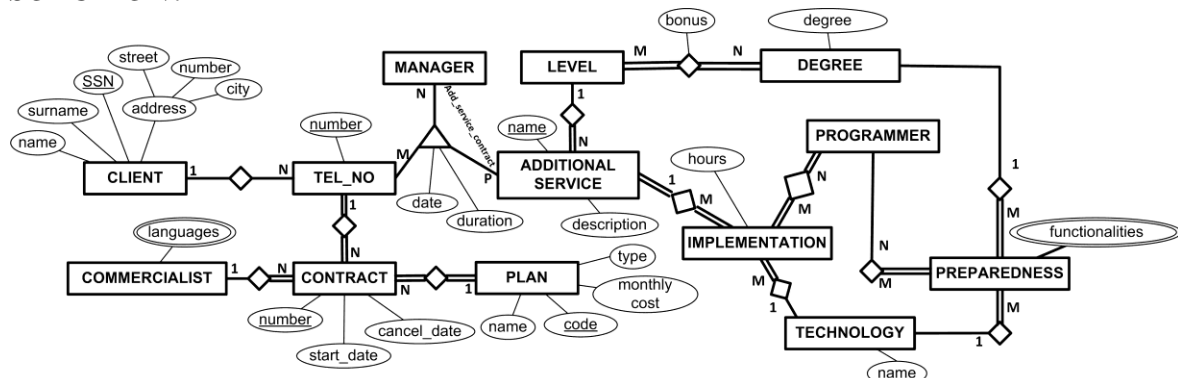 bonus
degree
street
M
N
SSN
number
MANAGER
LEVEL
DEGREE
city
surname
address
N
Add_service_contract
1
PROGRAMMER
name
number
name
N
hours
M
ADDITIONAL
SERVICE
CLIENT
1
N
TEL_NO
P
1
N
1
date
M
M
1
duration
description
M
functionalities
languages
IMPLEMENTATION
N
type
N
M
PREPAREDNESS
COMMERCIALIST
1
N
CONTRACT
N
1
PLAN
monthly
cost
M
M
number
cancel_date
name
code
1
TECHNOLOGY
1
start_date
name